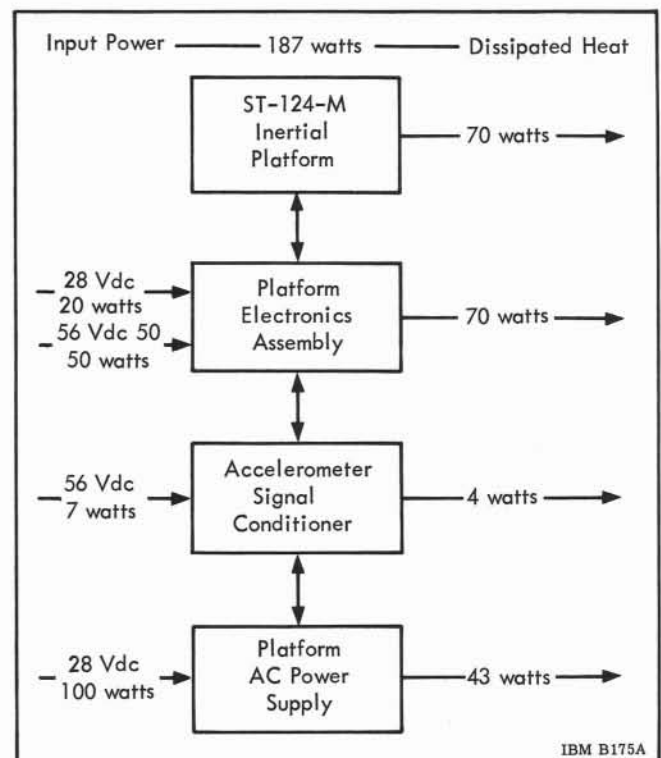 Input Power 187 watts Dissipated Heat
ST-124-M
Inertial
Platform
70 watts
28 Vdc
20 watts
56 Vdc 50
50 watts
Platform
Electronics
Assembly
70 watts
56 Vdc
7 watts
Accelerometer
Signal
Conditioner
4 watts
28 Vdc
100 watts
Platform
AC Power
Supply
43 watts
IBM B175A